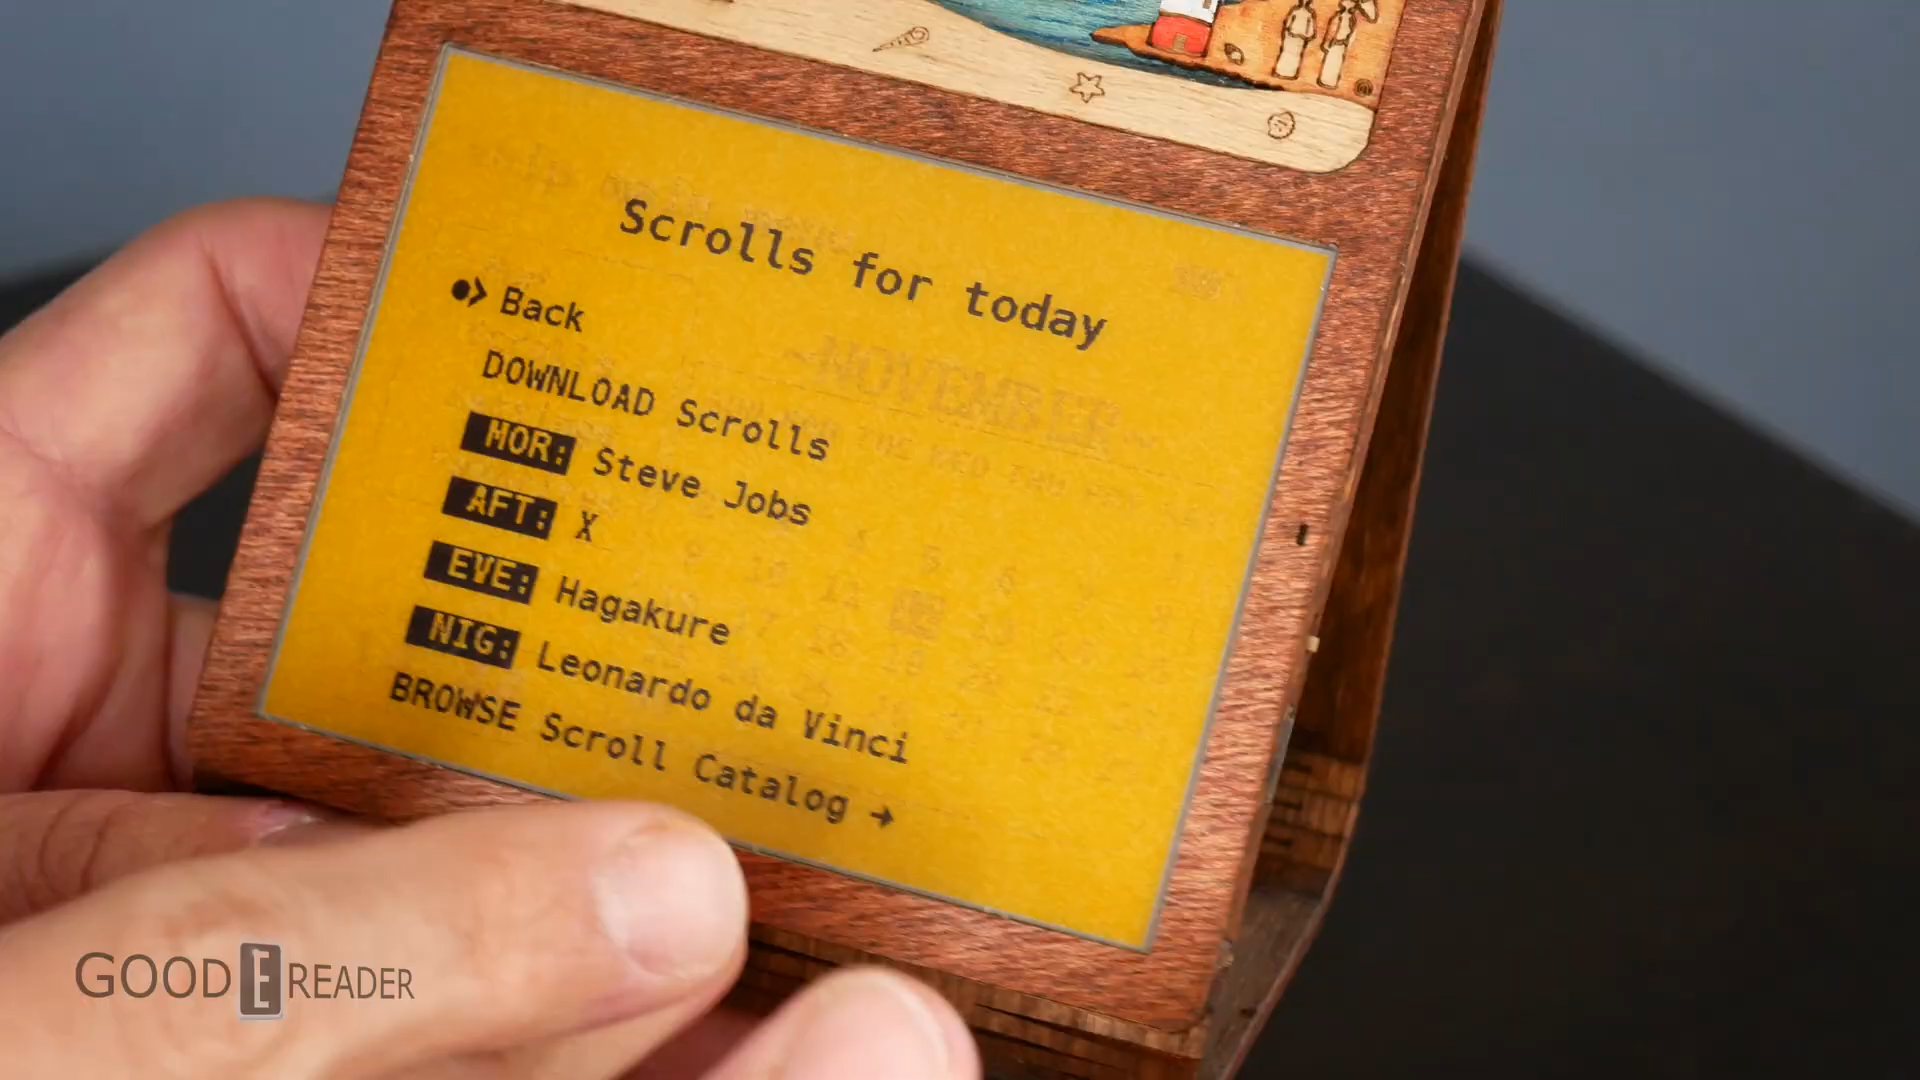 Scrolls for today
Back
DOWNLOAD Scrolls
MOR: Steve Jobs
AFT: X
EVE: Hagakure
NIG: Leonardo da Vinci
BROWSE Scroll Catalog →
NOVEMBER
GOOD E READER